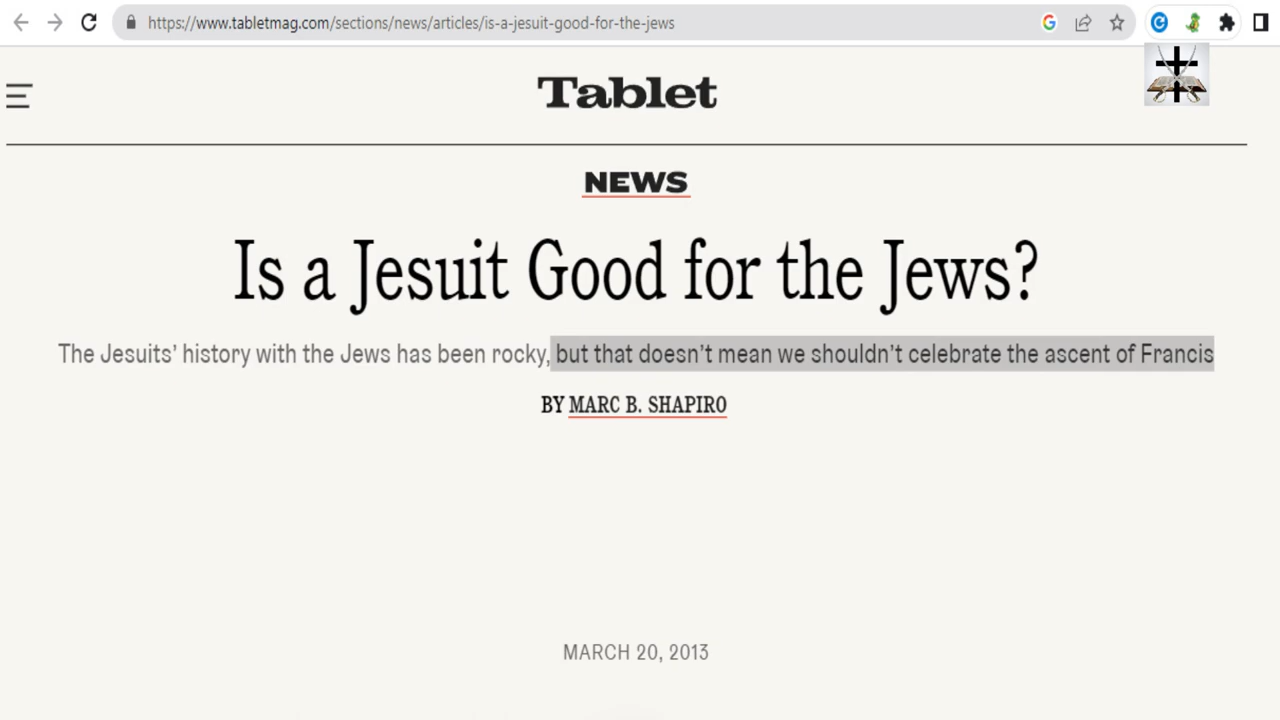 https://www.tabletmag.com/sections/news/articles/is-a-jesuit-good-for-the-jews
Tablet
NEWS
Is a Jesuit Good for the Jews?
The Jesuits’ history with the Jews has been rocky, but that doesn’t mean we shouldn’t celebrate the ascent of Francis
BY MARC B. SHAPIRO
MARCH 20, 2013